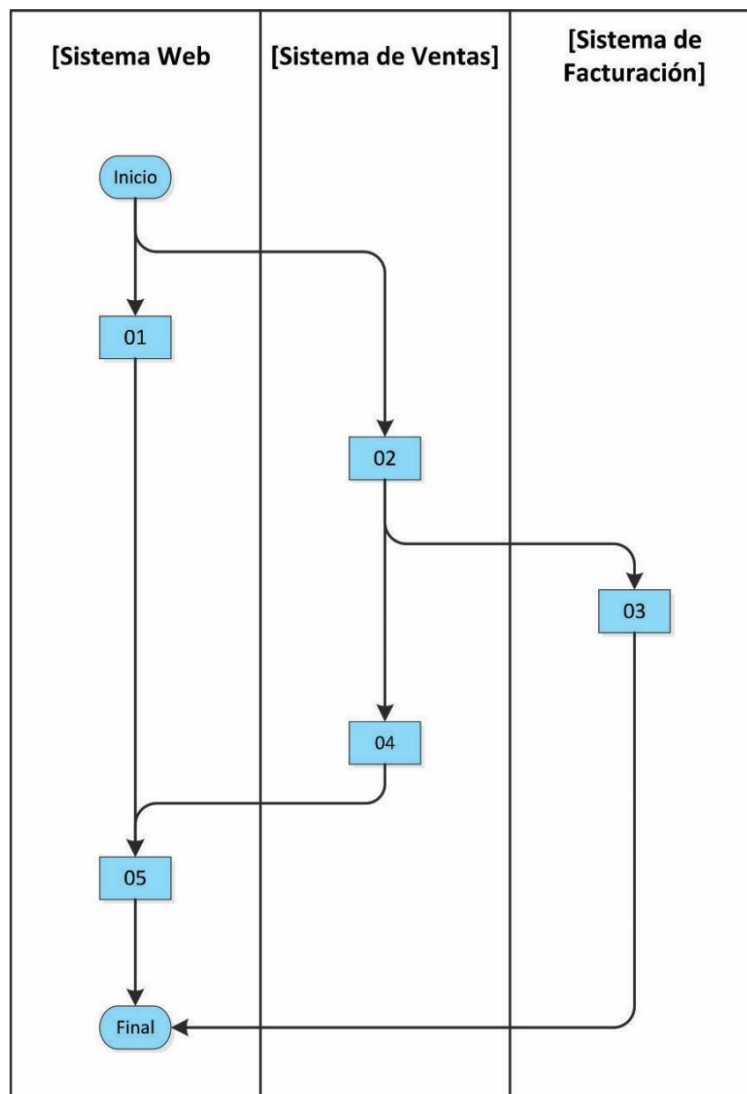 [Sistema Web
[Sistema de Ventas]
[Sistema de
Facturación]
Inicio
01
02
03
04
05
Final